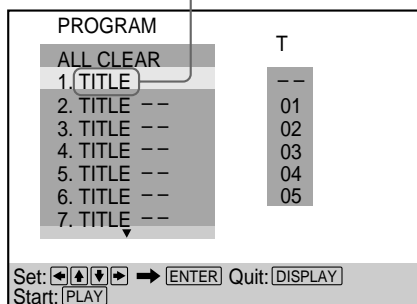 PROGRAM
T
ALL CLEAR
1. TITLE
2. TITLE – –
3. TITLE – –
4. TITLE – –
5. TITLE – –
6. TITLE – –
7. TITLE – –
– –
01
02
03
04
05
Set: ←↑↓→ ➡ ENTER Quit: DISPLAY
Start: PLAY